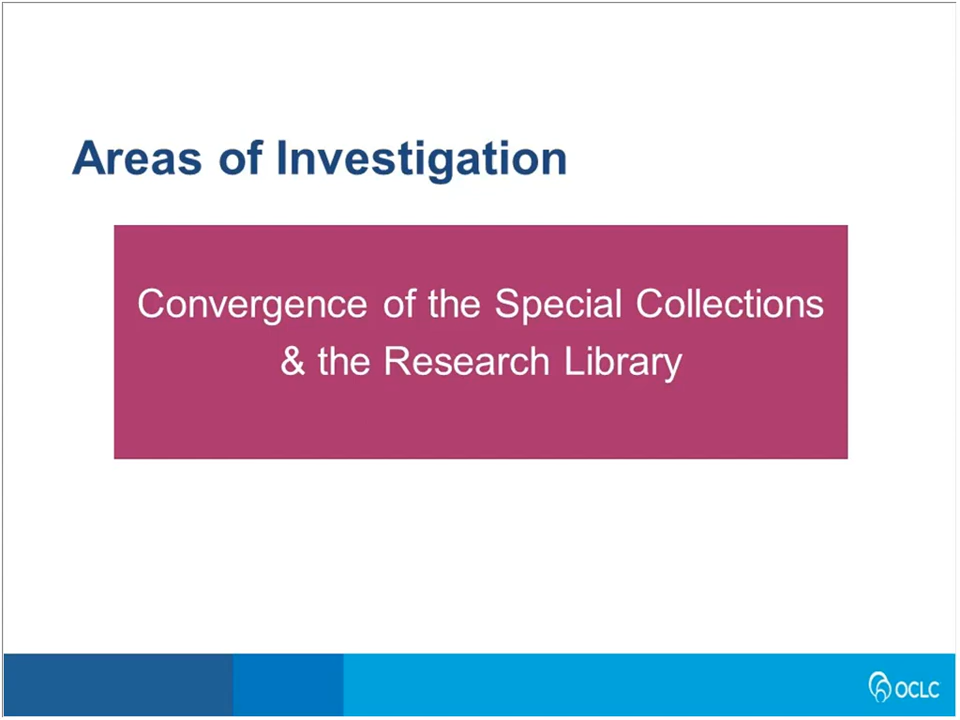 Areas of Investigation
Convergence of the Special Collections
& the Research Library
OCLC